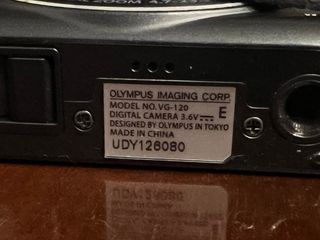 OLYMPUS IMAGING CORP.
MODEL NO. VG-120
DIGITAL CAMERA 3.6V E
DESIGNED BY OLYMPUS IN TOKYO
MADE IN CHINA
UDY126080